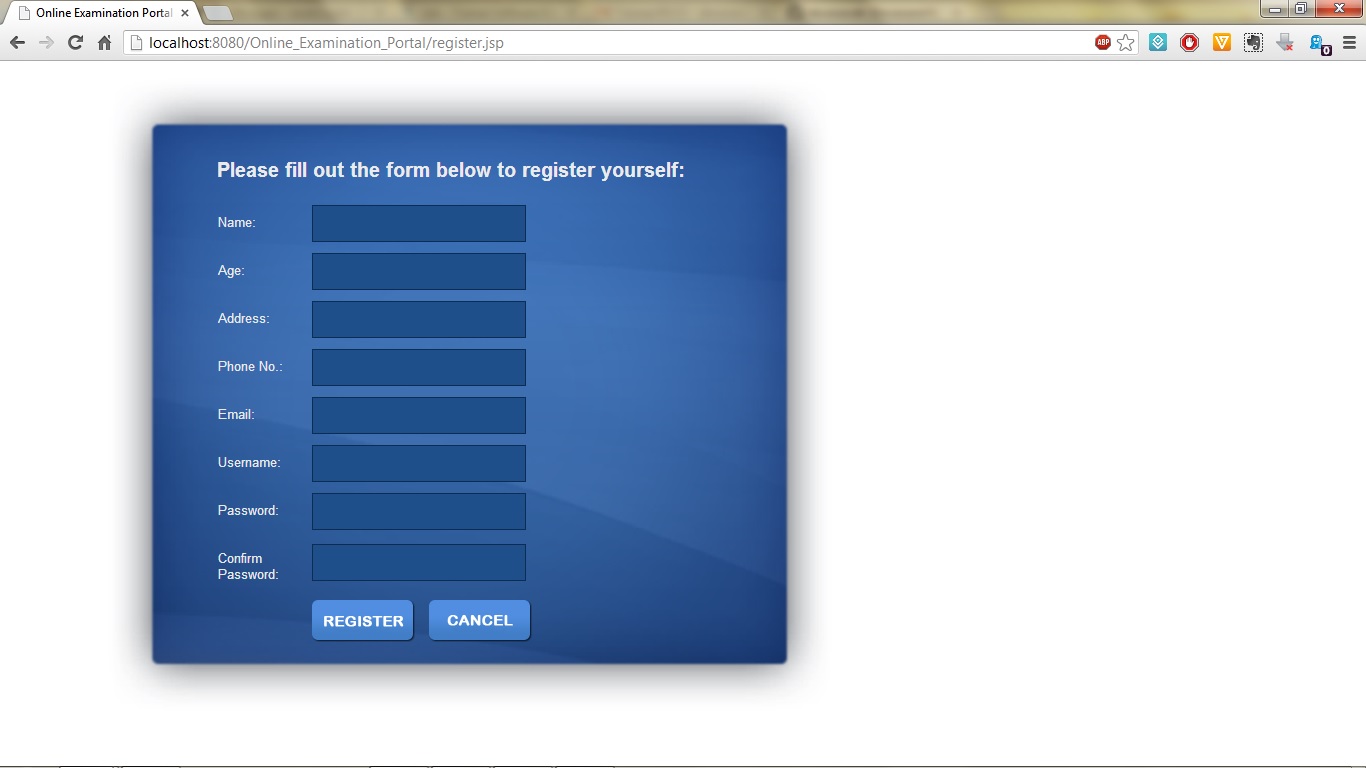 Online Examination Portal
localhost:8080/Online_Examination_Portal/register.jsp
ABP
0
Please fill out the form below to register yourself:
Name:
Age:
Address:
Phone No.:
Email:
Username:
Password:
Confirm
Password:
REGISTER CANCEL